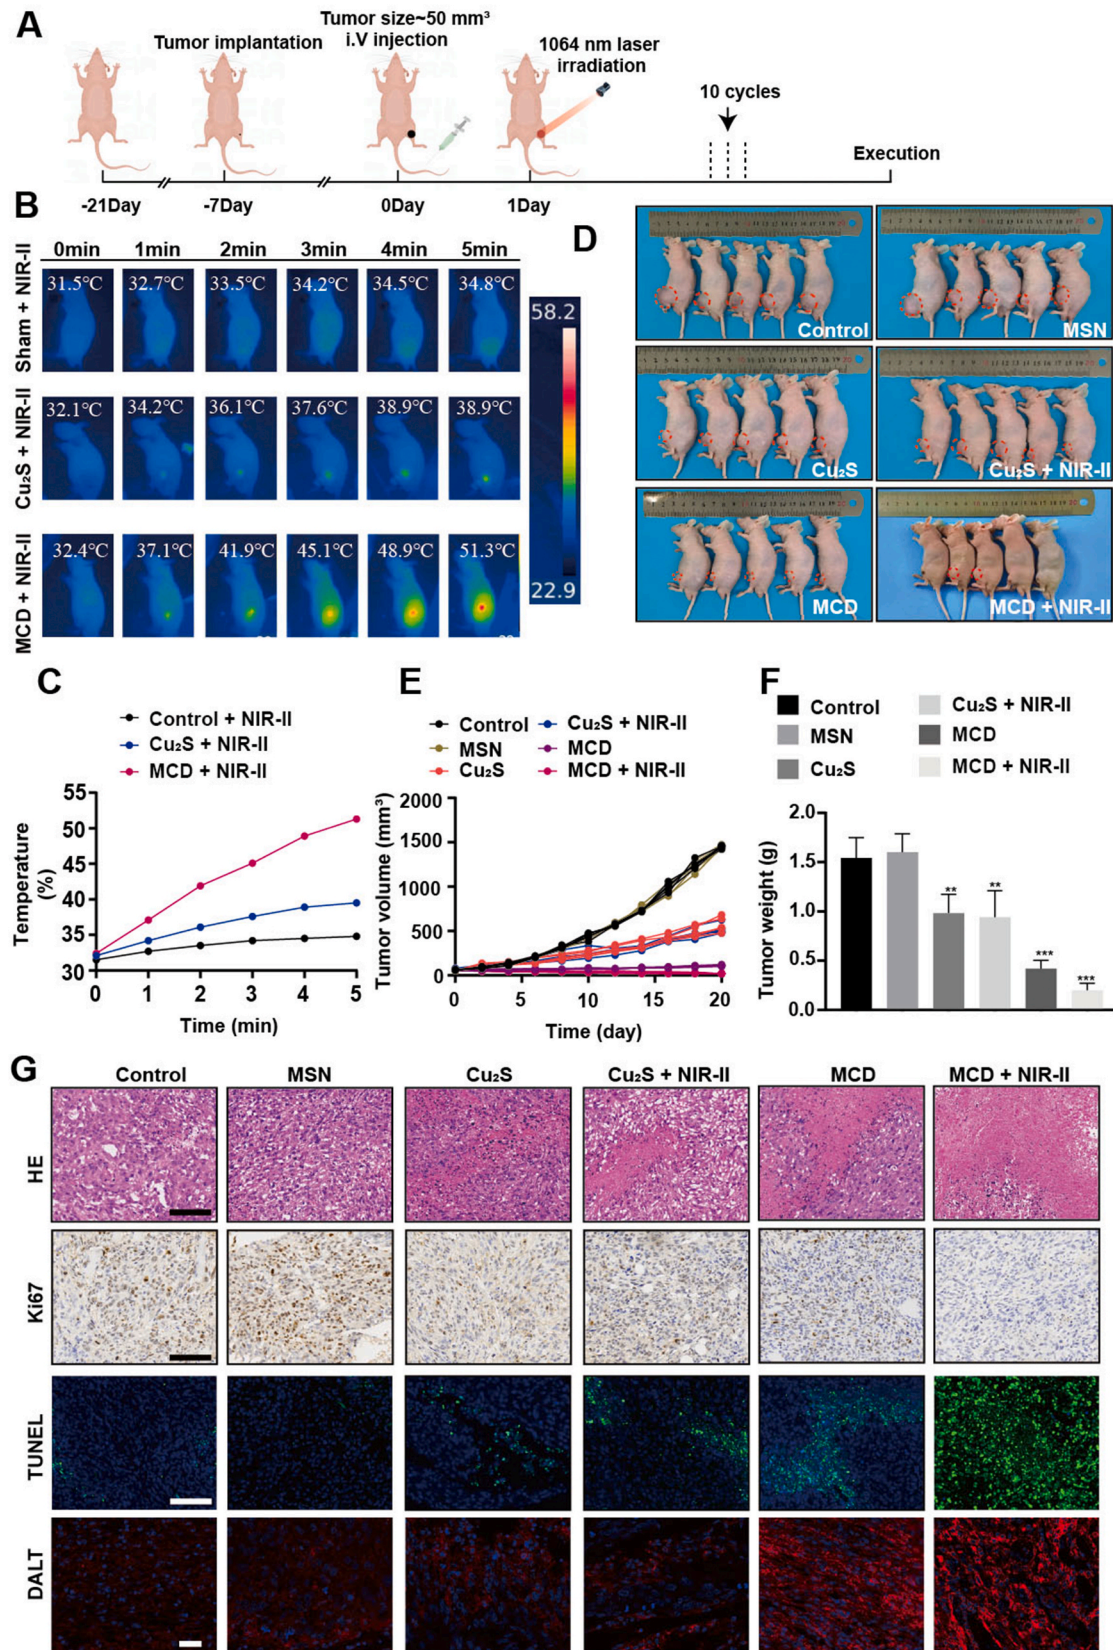 A
Tumor implantation
Tumor size~50 mm³
i.V injection
1064 nm laser
irradiation
10 cycles
Execution
-21Day
-7Day
0Day
1Day
B
0min 1min 2min 3min 4min 5min
Sham + NIR-II
31.5°C 32.7°C 33.5°C 34.2°C 34.5°C 34.8°C
Cu₂S + NIR-II
32.1°C 34.2°C 36.1°C 37.6°C 38.9°C 38.9°C
MCD + NIR-II
32.4°C 37.1°C 41.9°C 45.1°C 48.9°C 51.3°C
58.2
22.9
D
Control
MSN
Cu₂S
Cu₂S + NIR-II
MCD
MCD + NIR-II
C
Control + NIR-II
Cu₂S + NIR-II
MCD + NIR-II
Temperature
(%)
55
50
45
40
35
30
0 1 2 3 4 5
Time (min)
E
Control
MSN
Cu₂S
Cu₂S + NIR-II
MCD
MCD + NIR-II
Tumor volume (mm³)
2000
1500
1000
500
0
0 5 10 15 20
Time (day)
F
Control
MSN
Cu₂S
Cu₂S + NIR-II
MCD
MCD + NIR-II
Tumor weight (g)
2.0
1.5
1.0
0.5
0.0
** ** *** ***
G
Control MSN Cu₂S Cu₂S + NIR-II MCD MCD + NIR-II
HE
Ki67
TUNEL
DALT